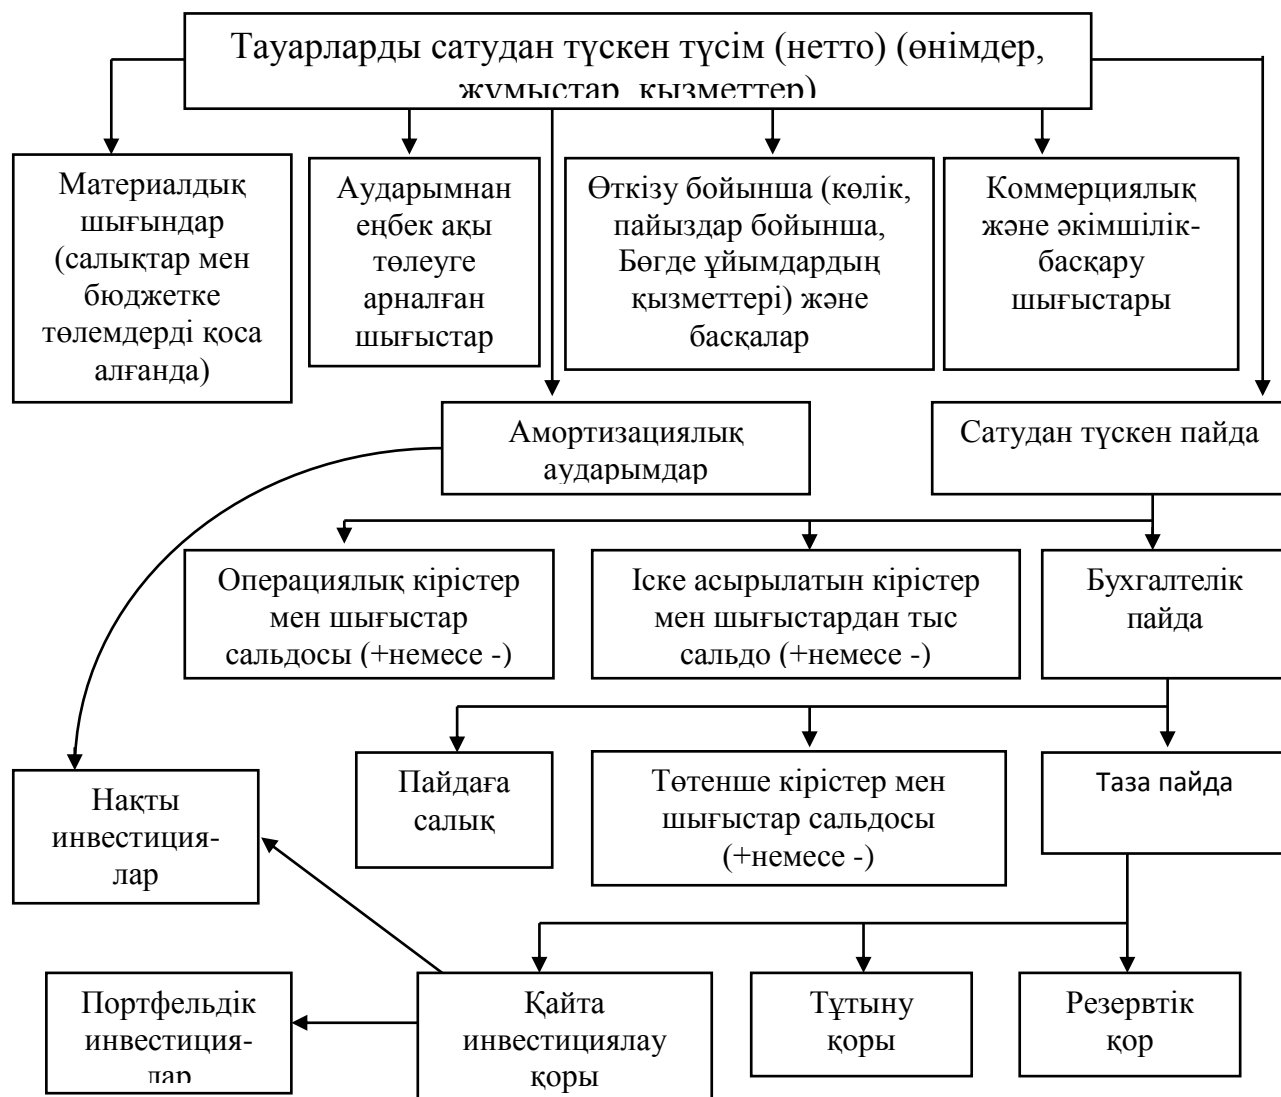 Тауарларды сатудан түскен түсім (нетто) (өнімдер,
жұмыстар, қызметтер)
Материалдық
шығындар
(салықтар мен
бюджетке
төлемдерді қоса
алғанда)
Аударымнан
еңбек ақы
төлеуге
арналған
шығыстар
Өткізу бойынша (көлік,
пайыздар бойынша,
Бөгде ұйымдардың
қызметтері) және
басқалар
Коммерциялық
және әкімшілік-
басқару
шығыстары
Амортизациялық
аударымдар
Сатудан түскен пайда
Операциялық кірістер
мен шығыстар
сальдосы (+немесе -)
Іске асырылатын кірістер
мен шығыстардан тыс
сальдо (+немесе -)
Бухгалтелік
пайда
Пайдаға
салық
Төтенше кірістер мен
шығыстар сальдосы
(+немесе -)
Таза пайда
Нақты
инвестиция-
лар
Портфельдік
инвестиция-
лар
Қайта
инвестициялау
қоры
Тұтыну
қоры
Резервтік
қор